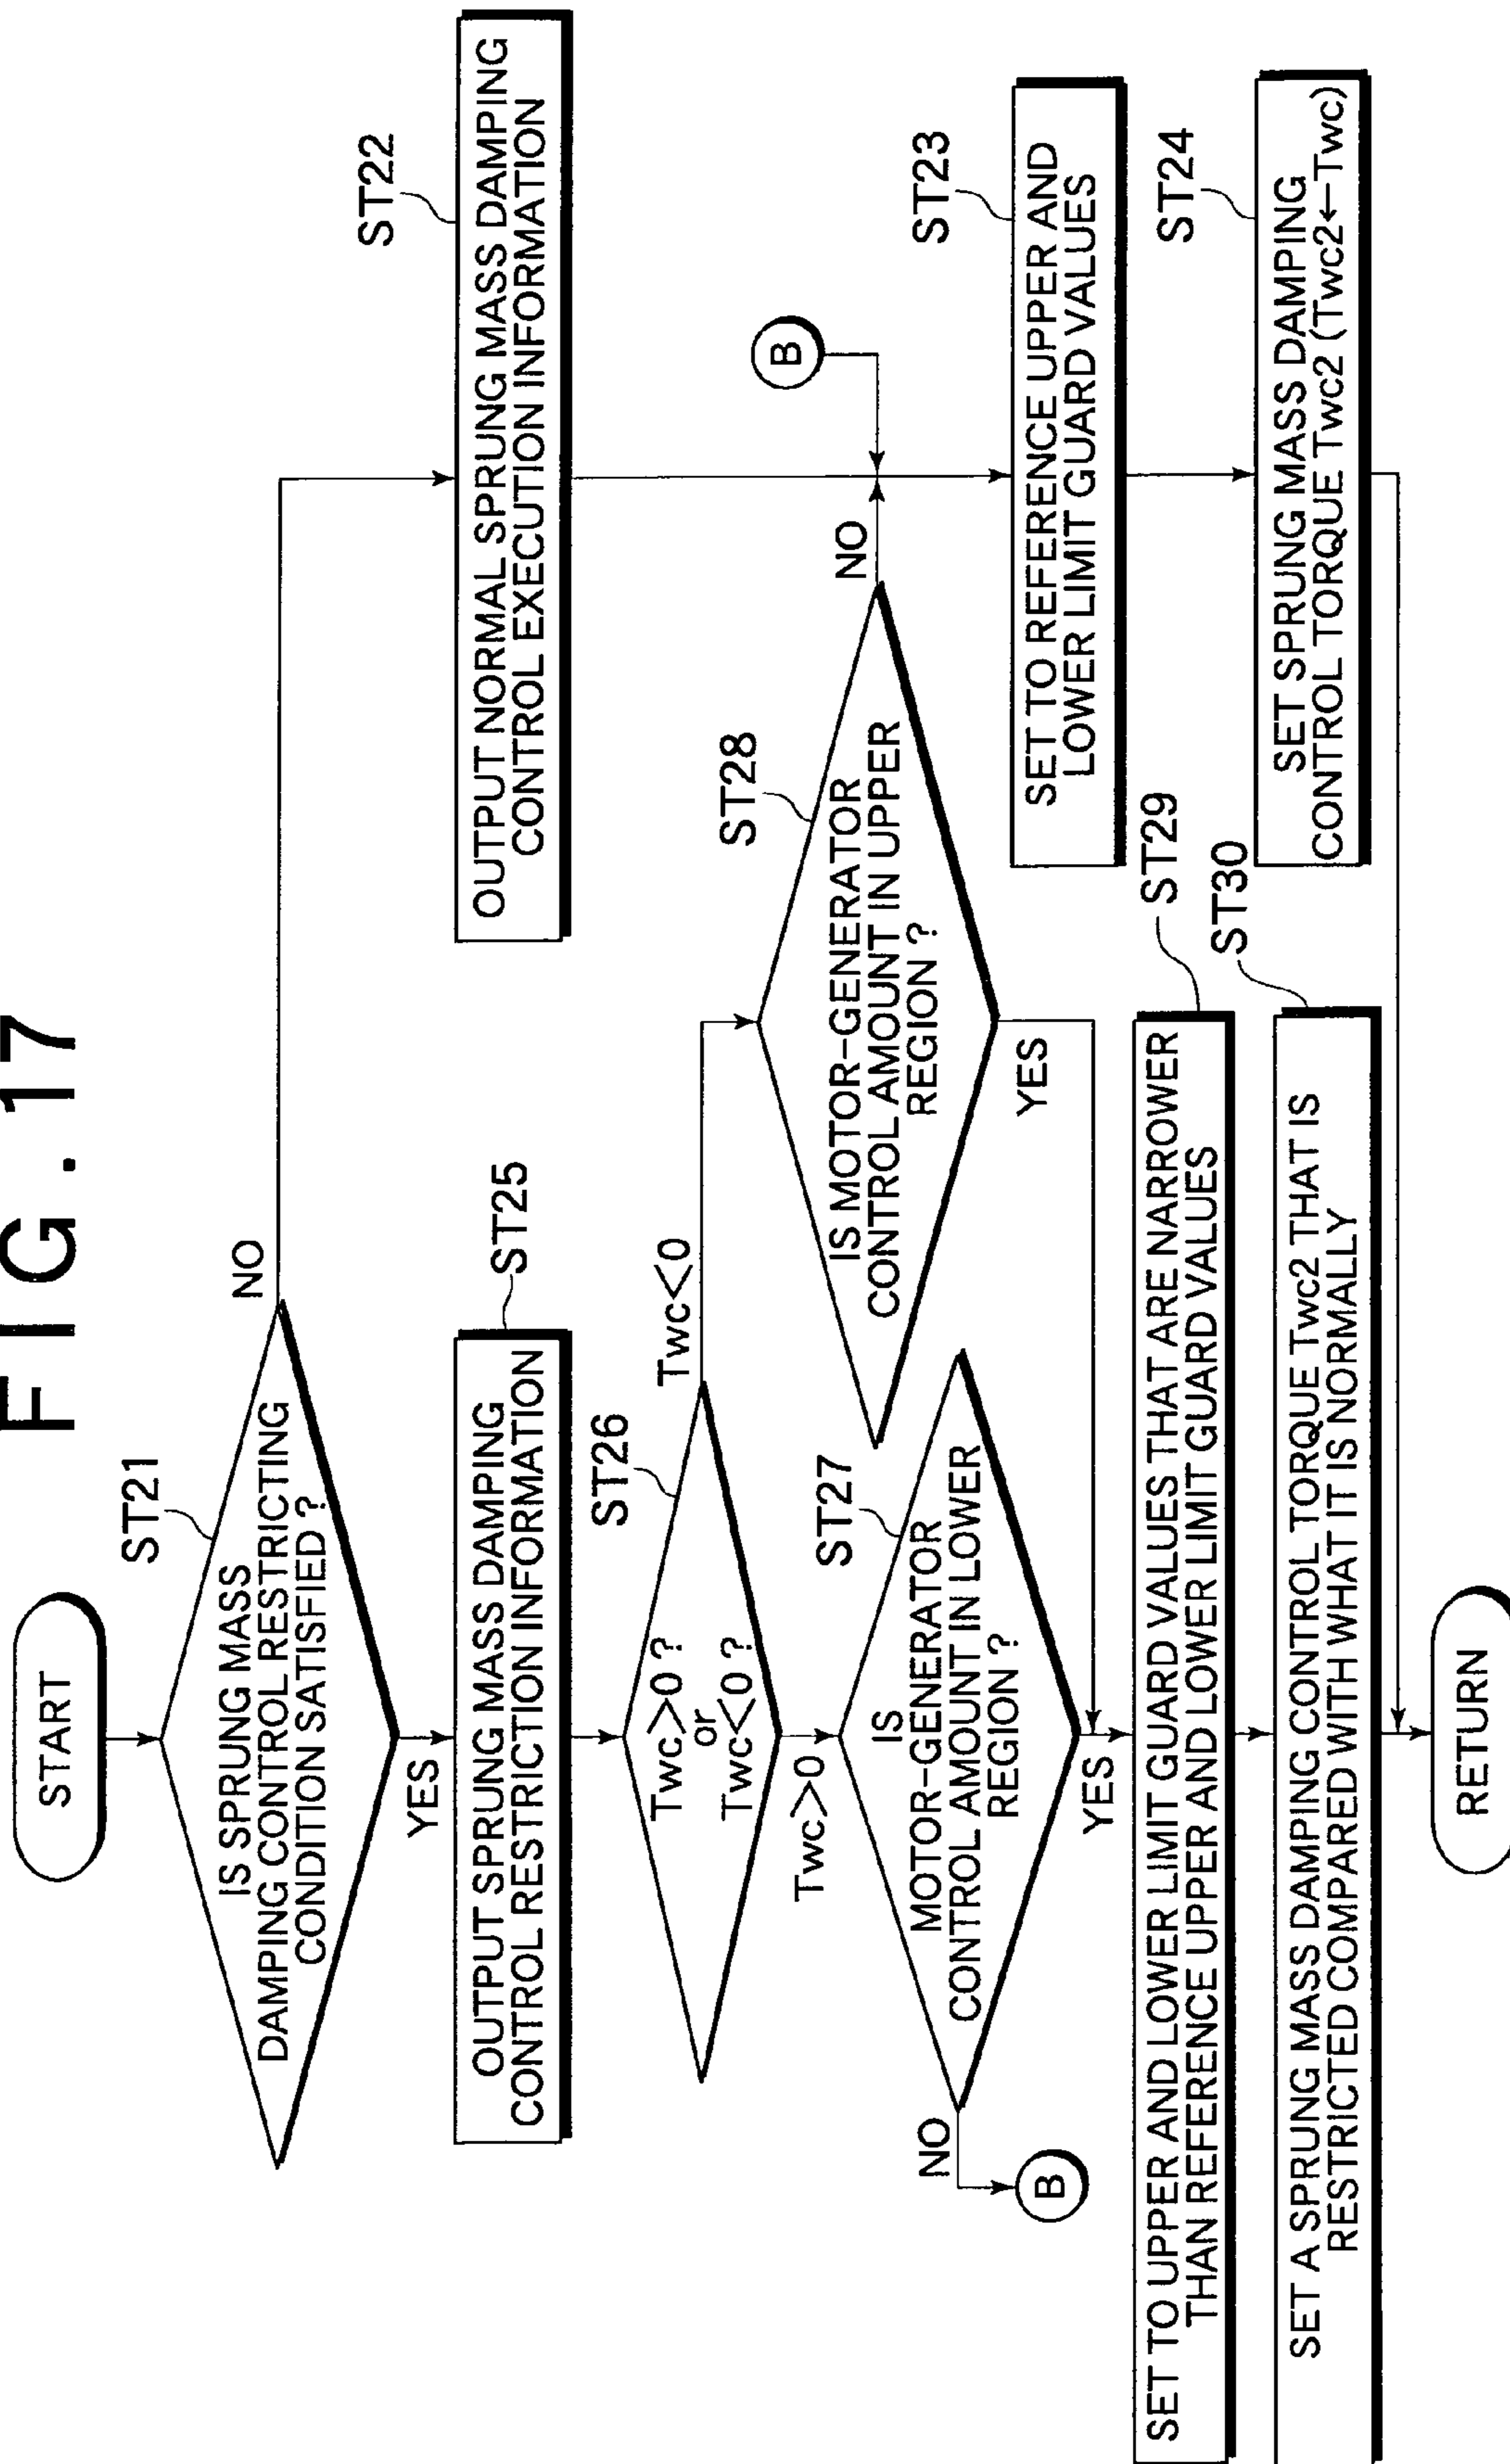 FIG.17
START
ST21
IS SPRUNG MASS
DAMPING CONTROL RESTRICTING
CONDITION SATISFIED ?
NO
YES
ST22
OUTPUT NORMAL SPRUNG MASS DAMPING
CONTROL EXECUTION INFORMATION
ST25
OUTPUT SPRUNG MASS DAMPING
CONTROL RESTRICTION INFORMATION
ST26
Twc>0 ?
or
Twc<0 ?
Twc<0
Twc>0
ST27
IS
MOTOR-GENERATOR
CONTROL AMOUNT IN LOWER
REGION ?
NO
B
YES
ST28
IS MOTOR-GENERATOR
CONTROL AMOUNT IN UPPER
REGION ?
NO
YES
B
ST23
SET TO REFERENCE UPPER AND
LOWER LIMIT GUARD VALUES
ST24
SET SPRUNG MASS DAMPING
CONTROL TORQUE Twc2 (Twc2←Twc)
ST29
SET TO UPPER AND LOWER LIMIT GUARD VALUES THAT ARE NARROWER
THAN REFERENCE UPPER AND LOWER LIMIT GUARD VALUES
ST30
SET A SPRUNG MASS DAMPING CONTROL TORQUE Twc2 THAT IS
RESTRICTED COMPARED WITH WHAT IT IS NORMALLY
RETURN